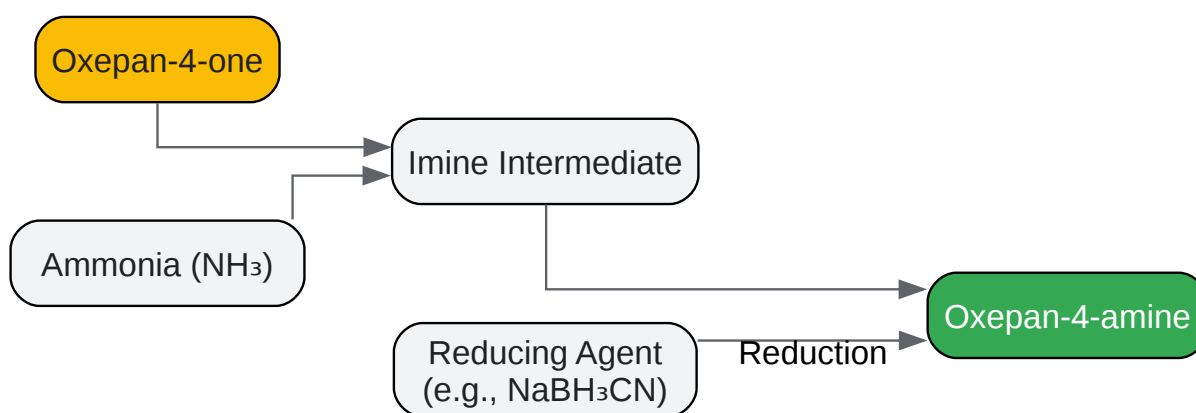 Oxepan-4-one
Imine Intermediate
Ammonia (NH₃)
Oxepan-4-amine
Reducing Agent
(e.g., NaBH₃CN)
Reduction